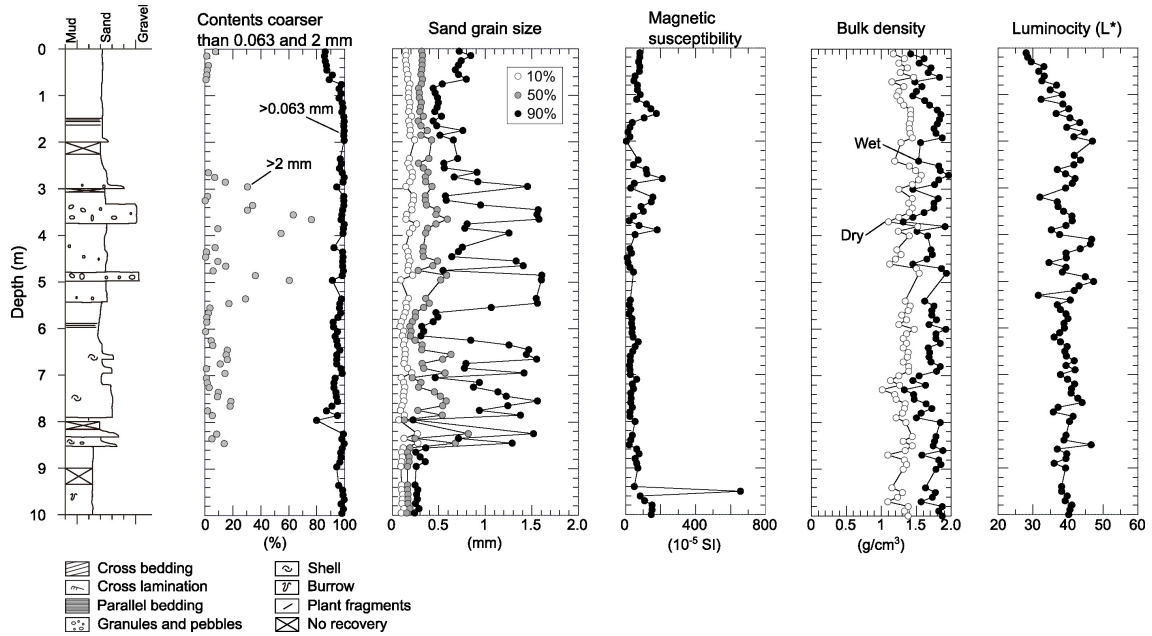 Mud
Sand
Gravel
Contents coarser
than 0.063 and 2 mm
Sand grain size
Magnetic
susceptibility
Bulk density
Luminocity (L*)
Depth (m)
0
1
2
3
4
5
6
7
8
9
10
>0.063 mm
>2 mm
10%
50%
90%
Wet
Dry
0 20 40 60 80 100
(%)
0 0.5 1 1.5 2.0
(mm)
0 400 800
(10⁻⁵ SI)
0 0.5 1 1.5 2.0
(g/cm³)
20 30 40 50 60
Cross bedding
Cross lamination
Parallel bedding
Granules and pebbles
Shell
Burrow
Plant fragments
No recovery